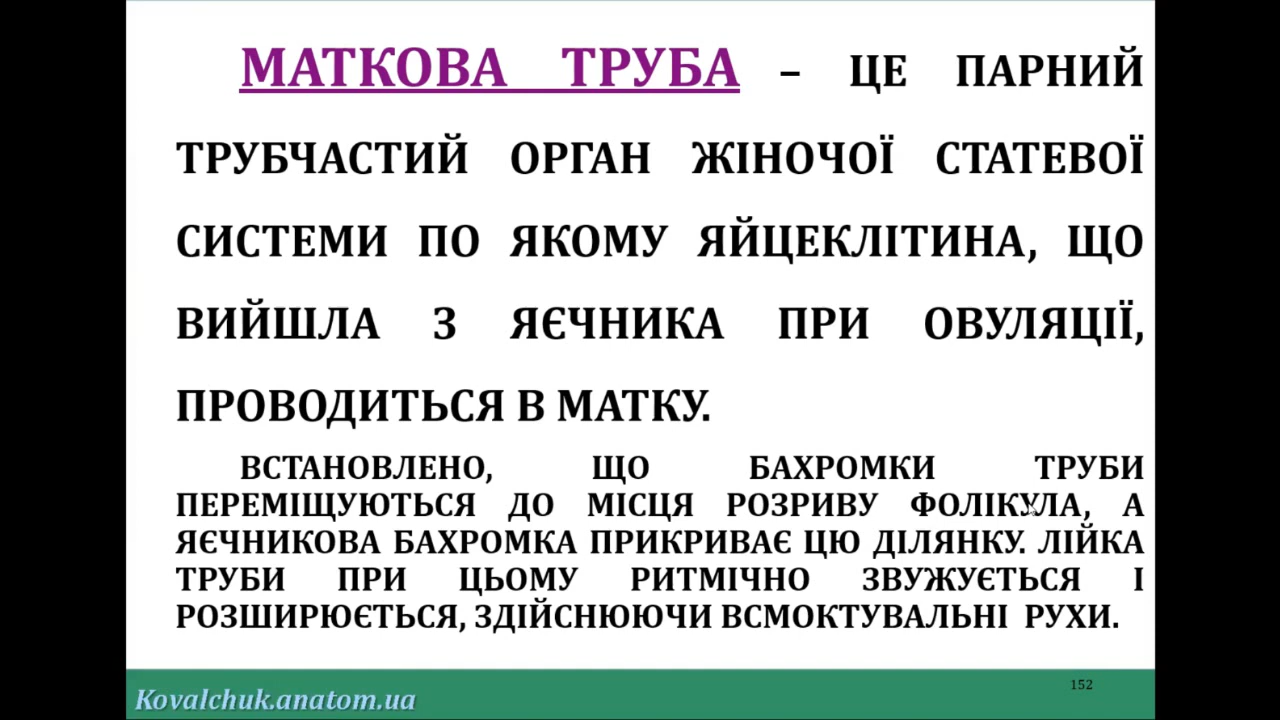 МАТКОВА ТРУБА – ЦЕ ПАРНИЙ
ТРУБЧАСТИЙ ОРГАН ЖІНОЧОЇ СТАТЕВОЇ
СИСТЕМИ ПО ЯКОМУ ЯЙЦЕКЛІТИНА, ЩО
ВИЙШЛА З ЯЄЧНИКА ПРИ ОВУЛЯЦІЇ,
ПРОВОДИТЬСЯ В МАТКУ.
ВСТАНОВЛЕНО, ЩО БАХРОМКИ ТРУБИ
ПЕРЕМІЩУЮТЬСЯ ДО МІСЦЯ РОЗРИВУ ФОЛІКУЛА, А
ЯЄЧНИКОВА БАХРОМКА ПРИКРИВАЄ ЦЮ ДІЛЯНКУ. ЛІЙКА
ТРУБИ ПРИ ЦЬОМУ РИТМІЧНО ЗВУЖУЄТЬСЯ І
РОЗШИРЮЄТЬСЯ, ЗДІЙСНЮЮЧИ ВСМОКТУВАЛЬНІ РУХИ.
152
Kovalchuk.anatom.ua